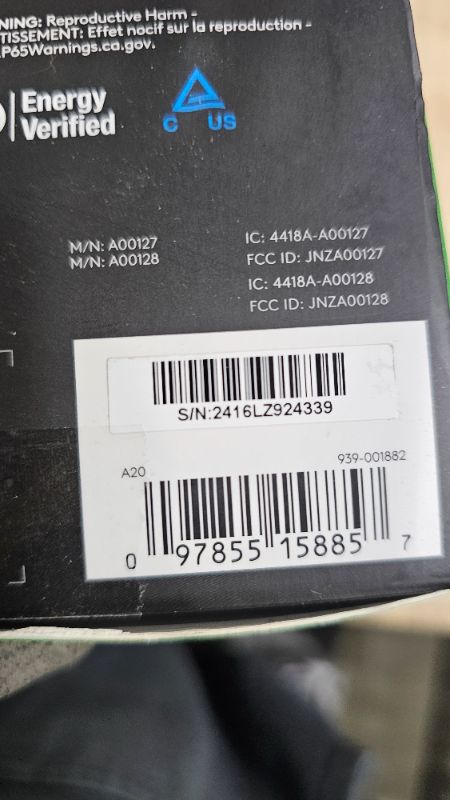 NING: Reproductive Harm -
TISSEMENT: Effet nocif sur la reproduction -
.P65Warnings.ca.gov.
Energy
Verified
C US
M/N: A00127
M/N: A00128
IC: 4418A-A00127
FCC ID: JNZA00127
IC: 4418A-A00128
FCC ID: JNZA00128
S/N:2416LZ924339
A20
939-001882
0 97855 15885 7